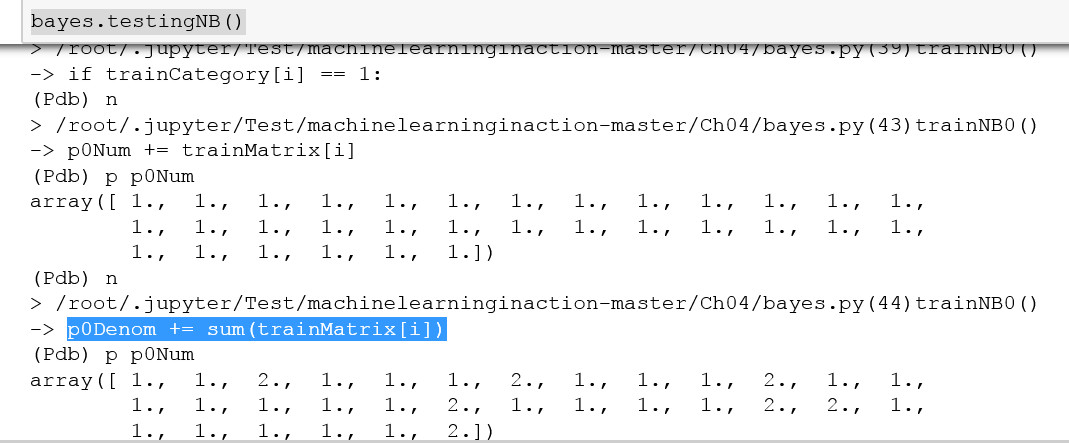 bayes.testingNB()
> /root/.jupyter/Test/machinelearninginaction-master/Ch04/bayes.py(39)trainNB0()
-> if trainCategory[i] == 1:
(Pdb) n
> /root/.jupyter/Test/machinelearninginaction-master/Ch04/bayes.py(43)trainNB0()
-> p0Num += trainMatrix[i]
(Pdb) p p0Num
array([ 1.,  1.,  1.,  1.,  1.,  1.,  1.,  1.,  1.,  1.,  1.,  1.,  1.,
        1.,  1.,  1.,  1.,  1.,  1.,  1.,  1.,  1.,  1.,  1.,  1.,  1.,
        1.,  1.,  1.,  1.,  1.,  1.])
(Pdb) n
> /root/.jupyter/Test/machinelearninginaction-master/Ch04/bayes.py(44)trainNB0()
-> p0Denom += sum(trainMatrix[i])
(Pdb) p p0Num
array([ 1.,  1.,  2.,  1.,  1.,  1.,  2.,  1.,  1.,  1.,  2.,  1.,  1.,
        1.,  1.,  1.,  1.,  1.,  2.,  1.,  1.,  1.,  1.,  2.,  2.,  1.,
        1.,  1.,  1.,  1.,  1.,  2.])